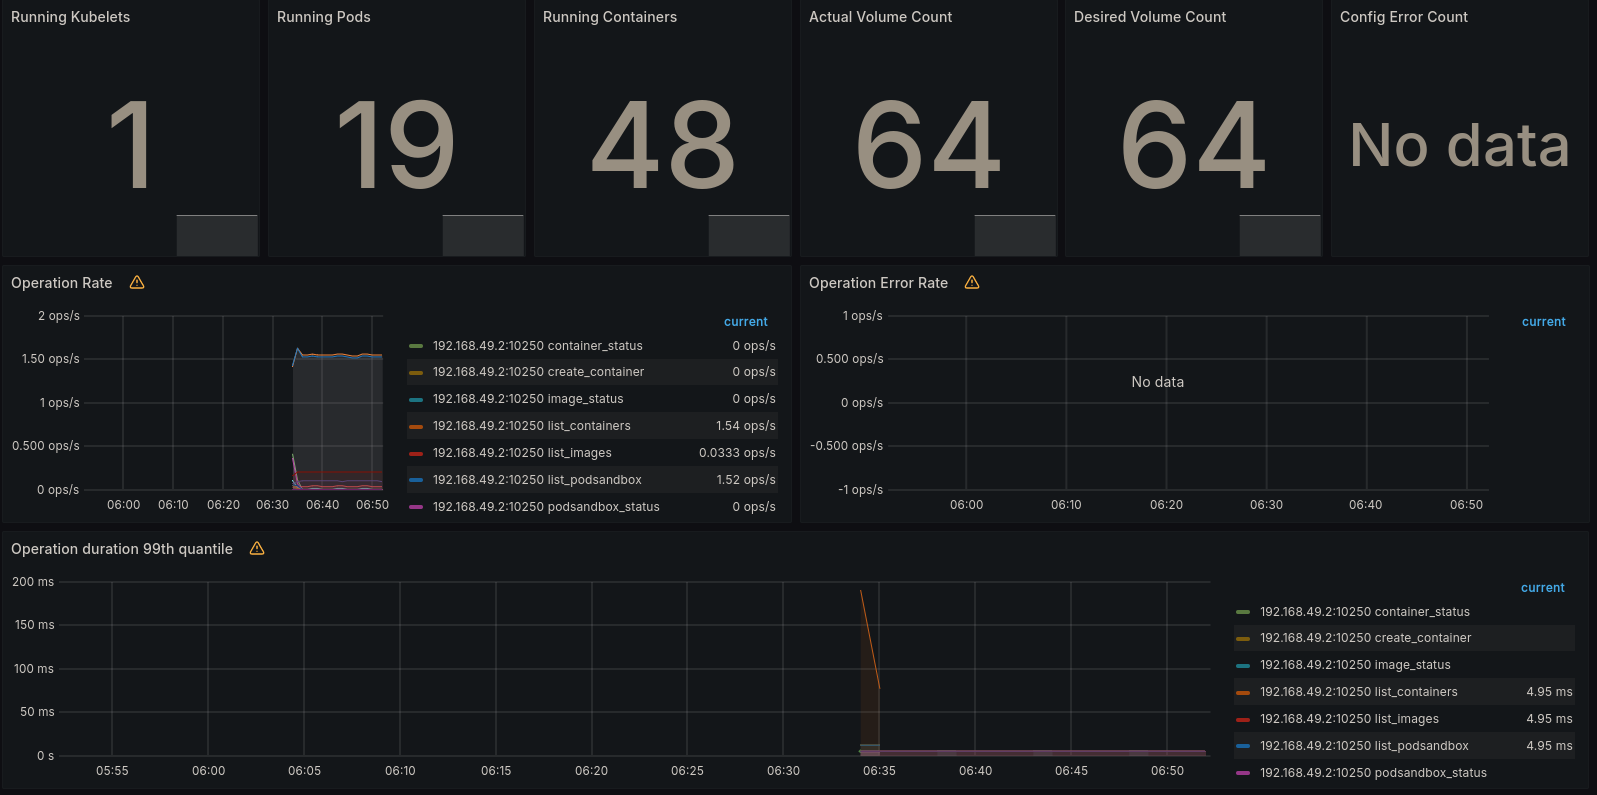 Running Kubelets
1
Running Pods
19
Running Containers
48
Actual Volume Count
64
Desired Volume Count
64
Config Error Count
No data
Operation Rate
2 ops/s
1.50 ops/s
1 ops/s
0.500 ops/s
0 ops/s
06:00 06:10 06:20 06:30 06:40 06:50
current
192.168.49.2:10250 container_status 0 ops/s
192.168.49.2:10250 create_container 0 ops/s
192.168.49.2:10250 image_status 0 ops/s
192.168.49.2:10250 list_containers 1.54 ops/s
192.168.49.2:10250 list_images 0.0333 ops/s
192.168.49.2:10250 list_podsandbox 1.52 ops/s
192.168.49.2:10250 podsandbox_status 0 ops/s
Operation Error Rate
1 ops/s
0.500 ops/s
0 ops/s
-0.500 ops/s
-1 ops/s
No data
06:00 06:10 06:20 06:30 06:40 06:50
current
Operation duration 99th quantile
200 ms
150 ms
100 ms
50 ms
0 s
05:55 06:00 06:05 06:10 06:15 06:20 06:25 06:30 06:35 06:40 06:45 06:50
current
192.168.49.2:10250 container_status
192.168.49.2:10250 create_container
192.168.49.2:10250 image_status
192.168.49.2:10250 list_containers 4.95 ms
192.168.49.2:10250 list_images 4.95 ms
192.168.49.2:10250 list_podsandbox 4.95 ms
192.168.49.2:10250 podsandbox_status